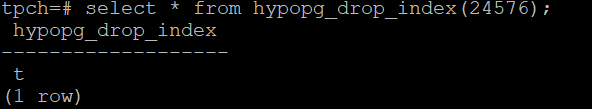 tpch=# select * from hypopg_drop_index(24576);
 hypopg_drop_index
-------------------
 t
(1 row)